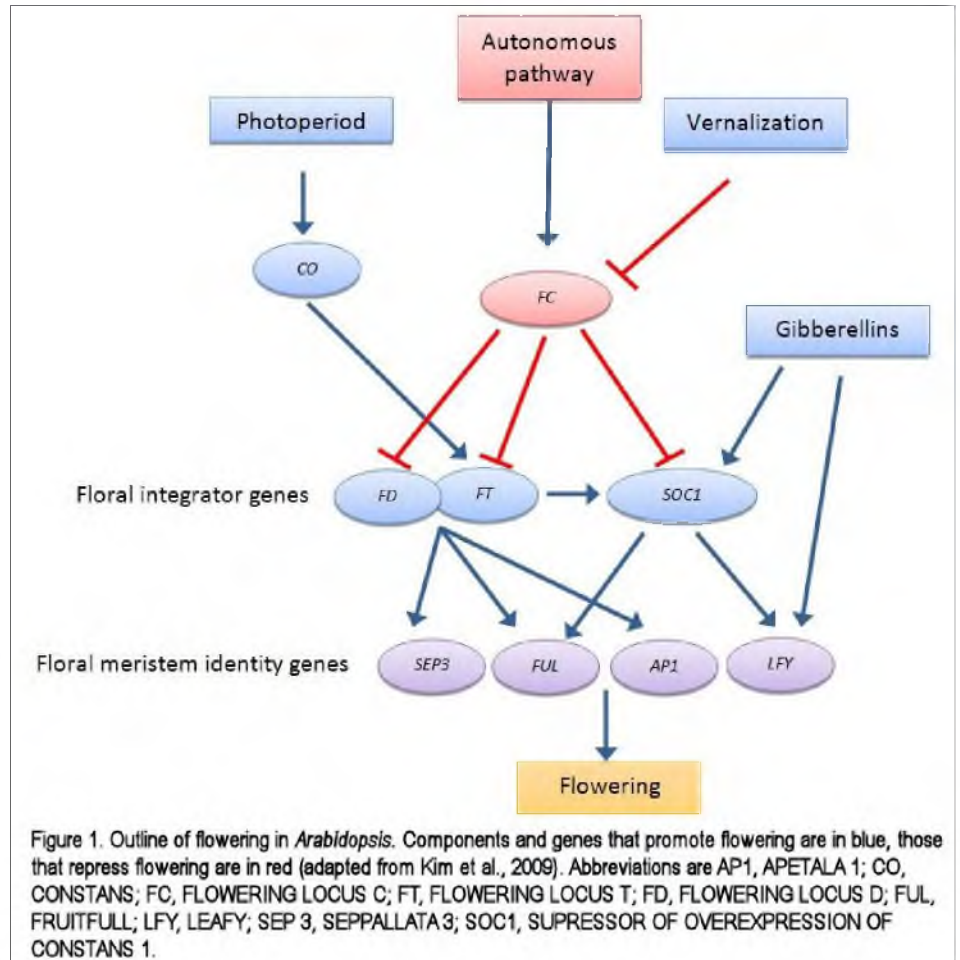 Autonomous
pathway
Photoperiod
Vernalization
CO
FC
Gibberellins
Floral integrator genes
FD
FT
SOC1
Floral meristem identity genes
SEP3
FUL
AP1
LFY
Flowering
Figure 1. Outline of flowering in Arabidopsis. Components and genes that promote flowering are in blue, those
that repress flowering are in red (adapted from Kim et al., 2009). Abbreviations are AP1, APETALA 1; CO,
CONSTANS; FC, FLOWERING LOCUS C; FT, FLOWERING LOCUS T; FD, FLOWERING LOCUS D; FUL,
FRUITFULL; LFY, LEAFY; SEP 3, SEPPALLATA 3; SOC1, SUPRESSOR OF OVEREXPRESSION OF
CONSTANS 1.